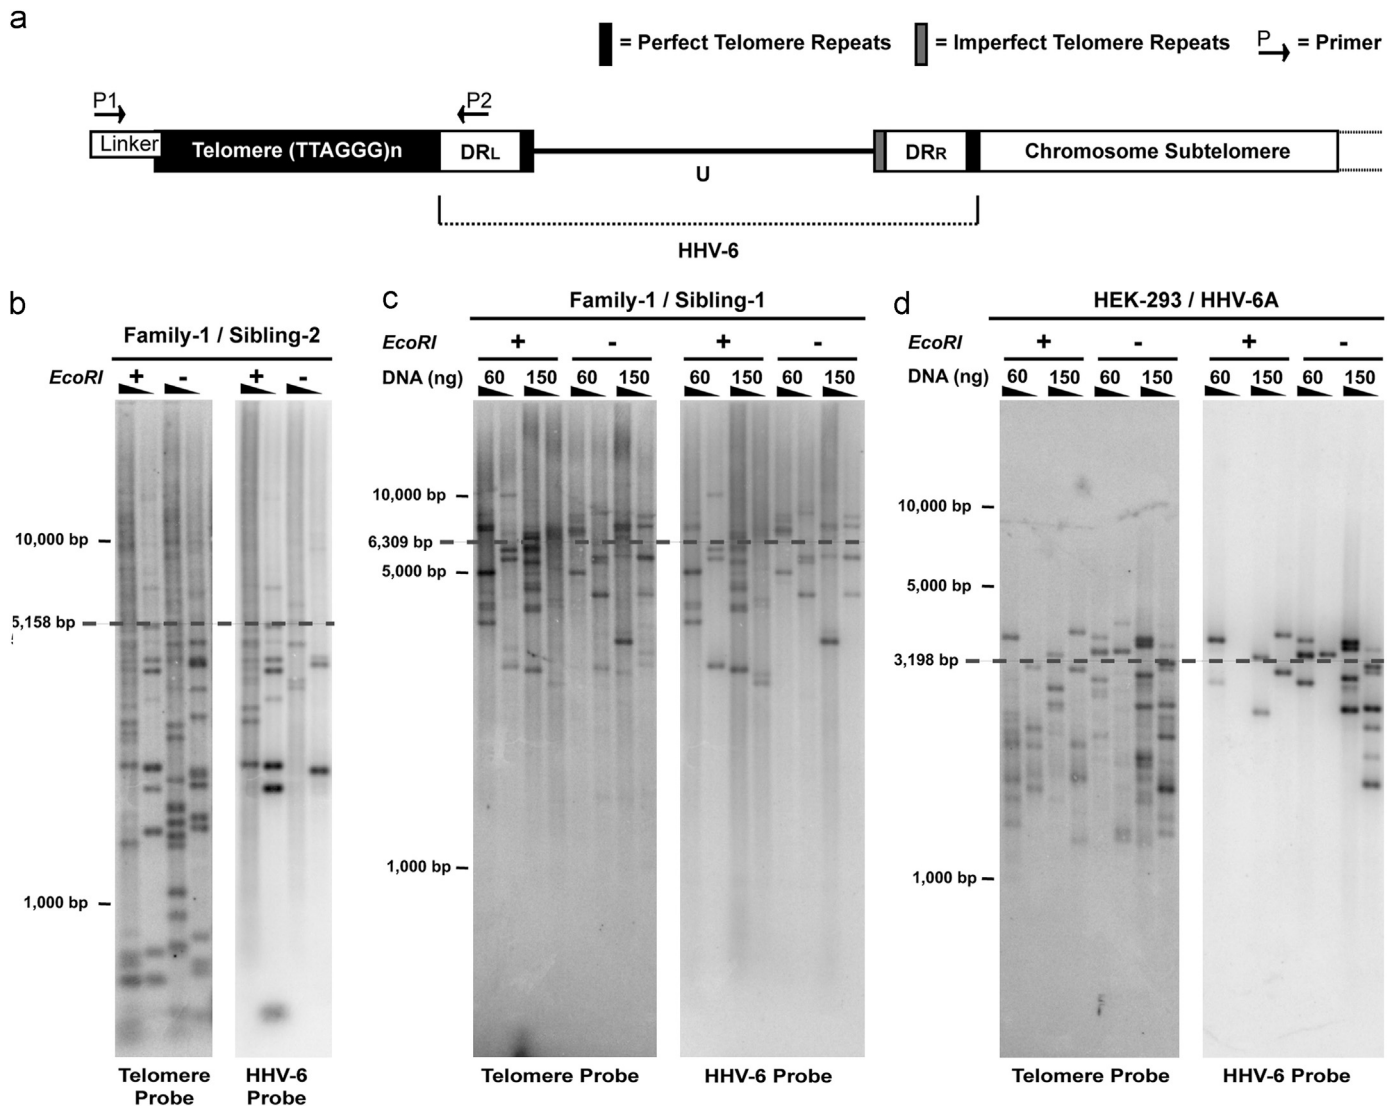 a
= Perfect Telomere Repeats
= Imperfect Telomere Repeats
P = Primer
P1
P2
Linker
Telomere (TTAGGG)n
DRL
DRR
Chromosome Subtelomere
U
HHV-6
b
Family-1 / Sibling-2
EcoRI + - + -
10,000 bp
5,158 bp
1,000 bp
Telomere Probe
HHV-6 Probe
c
Family-1 / Sibling-1
EcoRI + - + -
DNA (ng) 60 150 60 150 60 150 60 150
10,000 bp
6,309 bp
5,000 bp
1,000 bp
Telomere Probe
HHV-6 Probe
d
HEK-293 / HHV-6A
EcoRI + - + -
DNA (ng) 60 150 60 150 60 150 60 150
10,000 bp
5,000 bp
3,198 bp
1,000 bp
Telomere Probe
HHV-6 Probe